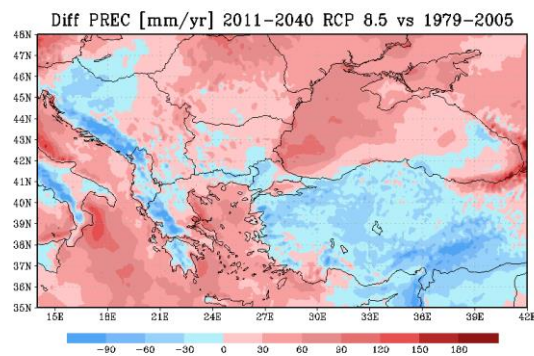 Diff PREC [mm/yr] 2011-2040 RCP 8.5 vs 1979-2005
48N
47N
46N
45N
44N
43N
42N
41N
40N
39N
38N
37N
36N
35N
15E 18E 21E 24E 27E 30E 33E 36E 39E 42E
-90 -60 -30 0 30 60 90 120 150 180